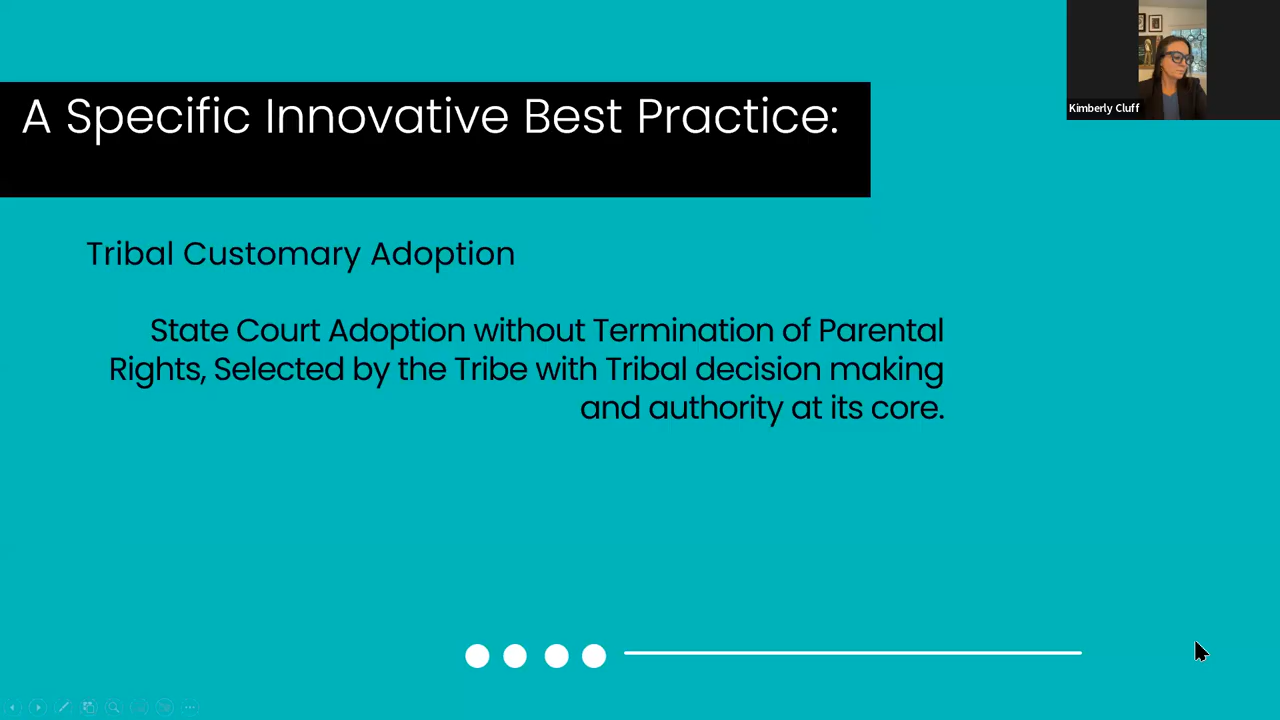 A Specific Innovative Best Practice:
Kimberly Cluff
Tribal Customary Adoption
State Court Adoption without Termination of Parental
Rights, Selected by the Tribe with Tribal decision making
and authority at its core.